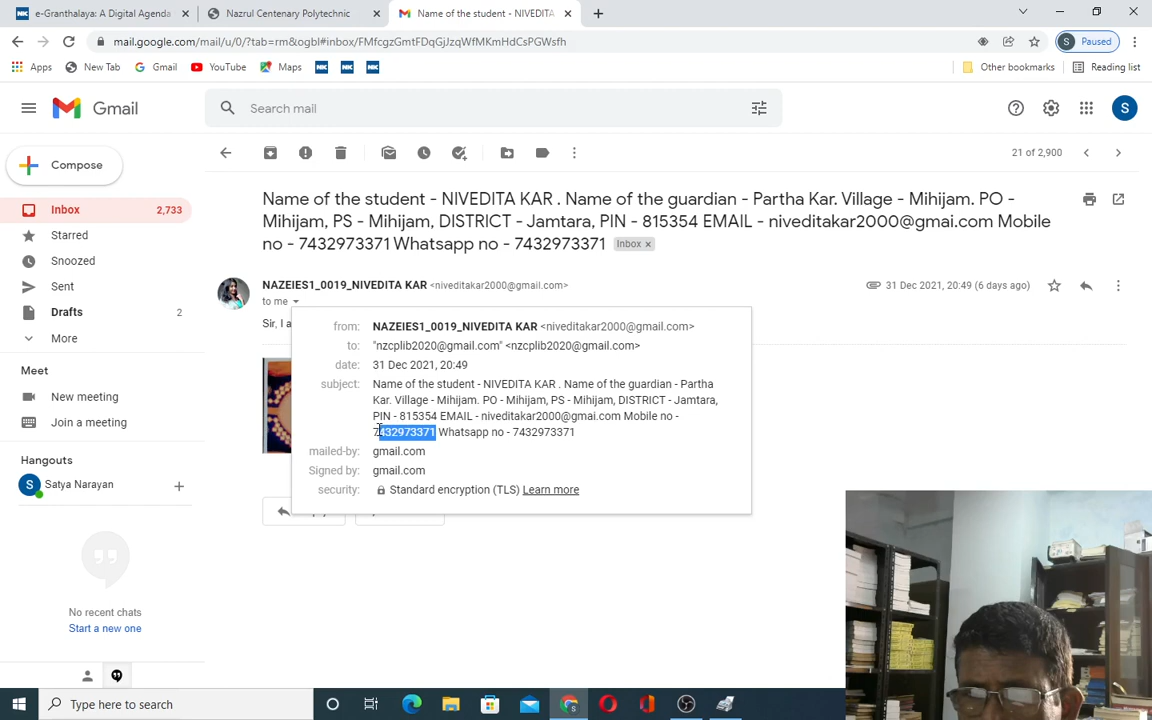 e-Granthalaya: A Digital Agenda
Nazrul Centenary Polytechnic
Name of the student - NIVEDITA
mail.google.com/mail/u/0/?tab=rm&ogbl#inbox/FMfcgzGmtFDqGjJzqWfMKmHdCsPGWsfh
S Paused
Apps
New Tab
Gmail
YouTube
Maps
NIC
NIC
NIC
Other bookmarks
Reading list
Gmail
Search mail
S
Compose
21 of 2,900
Inbox 2,733
Starred
Snoozed
Sent
Drafts 2
More
Meet
New meeting
Join a meeting
Hangouts
S Satya Narayan
No recent chats
Start a new one
Name of the student - NIVEDITA KAR . Name of the guardian - Partha Kar. Village - Mihijam. PO -
Mihijam, PS - Mihijam, DISTRICT - Jamtara, PIN - 815354 EMAIL - niveditakar2000@gmai.com Mobile
no - 7432973371 Whatsapp no - 7432973371 Inbox x
NAZEIES1_0019_NIVEDITA KAR <niveditakar2000@gmail.com>
31 Dec 2021, 20:49 (6 days ago)
to me
Sir, I a
from: NAZEIES1_0019_NIVEDITA KAR <niveditakar2000@gmail.com>
to: "nzcplib2020@gmail.com" <nzcplib2020@gmail.com>
date: 31 Dec 2021, 20:49
subject: Name of the student - NIVEDITA KAR . Name of the guardian - Partha
Kar. Village - Mihijam. PO - Mihijam, PS - Mihijam, DISTRICT - Jamtara,
PIN - 815354 EMAIL - niveditakar2000@gmai.com Mobile no -
7432973371 Whatsapp no - 7432973371
mailed-by: gmail.com
Signed by: gmail.com
security: Standard encryption (TLS) Learn more
Type here to search